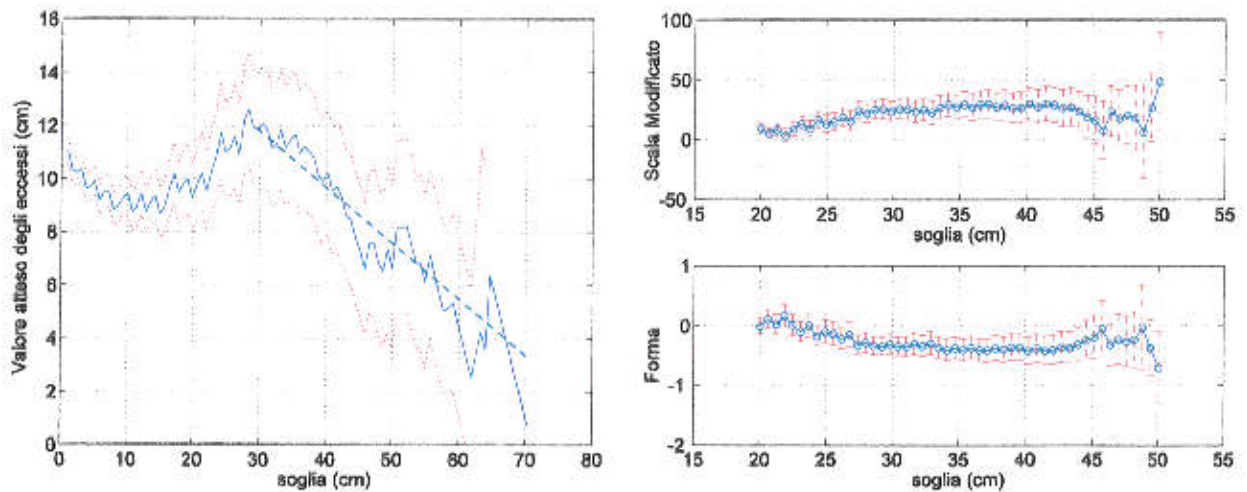 Valore atteso degli eccessi (cm)
16
14
12
10
8
6
4
2
0
0 10 20 30 40 50 60 70 80
soglia (cm)
Scala Modificato
100
50
0
-50
15 20 25 30 35 40 45 50 55
soglia (cm)
Forma
1
0
-1
-2
15 20 25 30 35 40 45 50 55
soglia (cm)